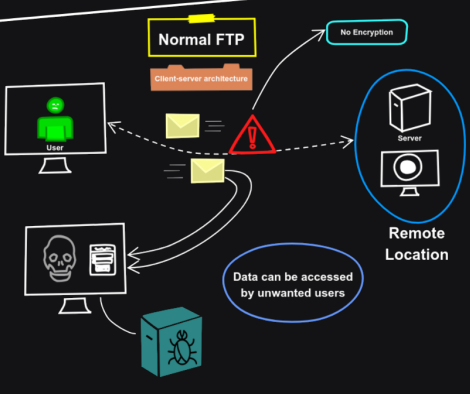 Normal FTP
Client-server architecture
No Encryption
User
Server
Remote
Location
Data can be accessed
by unwanted users